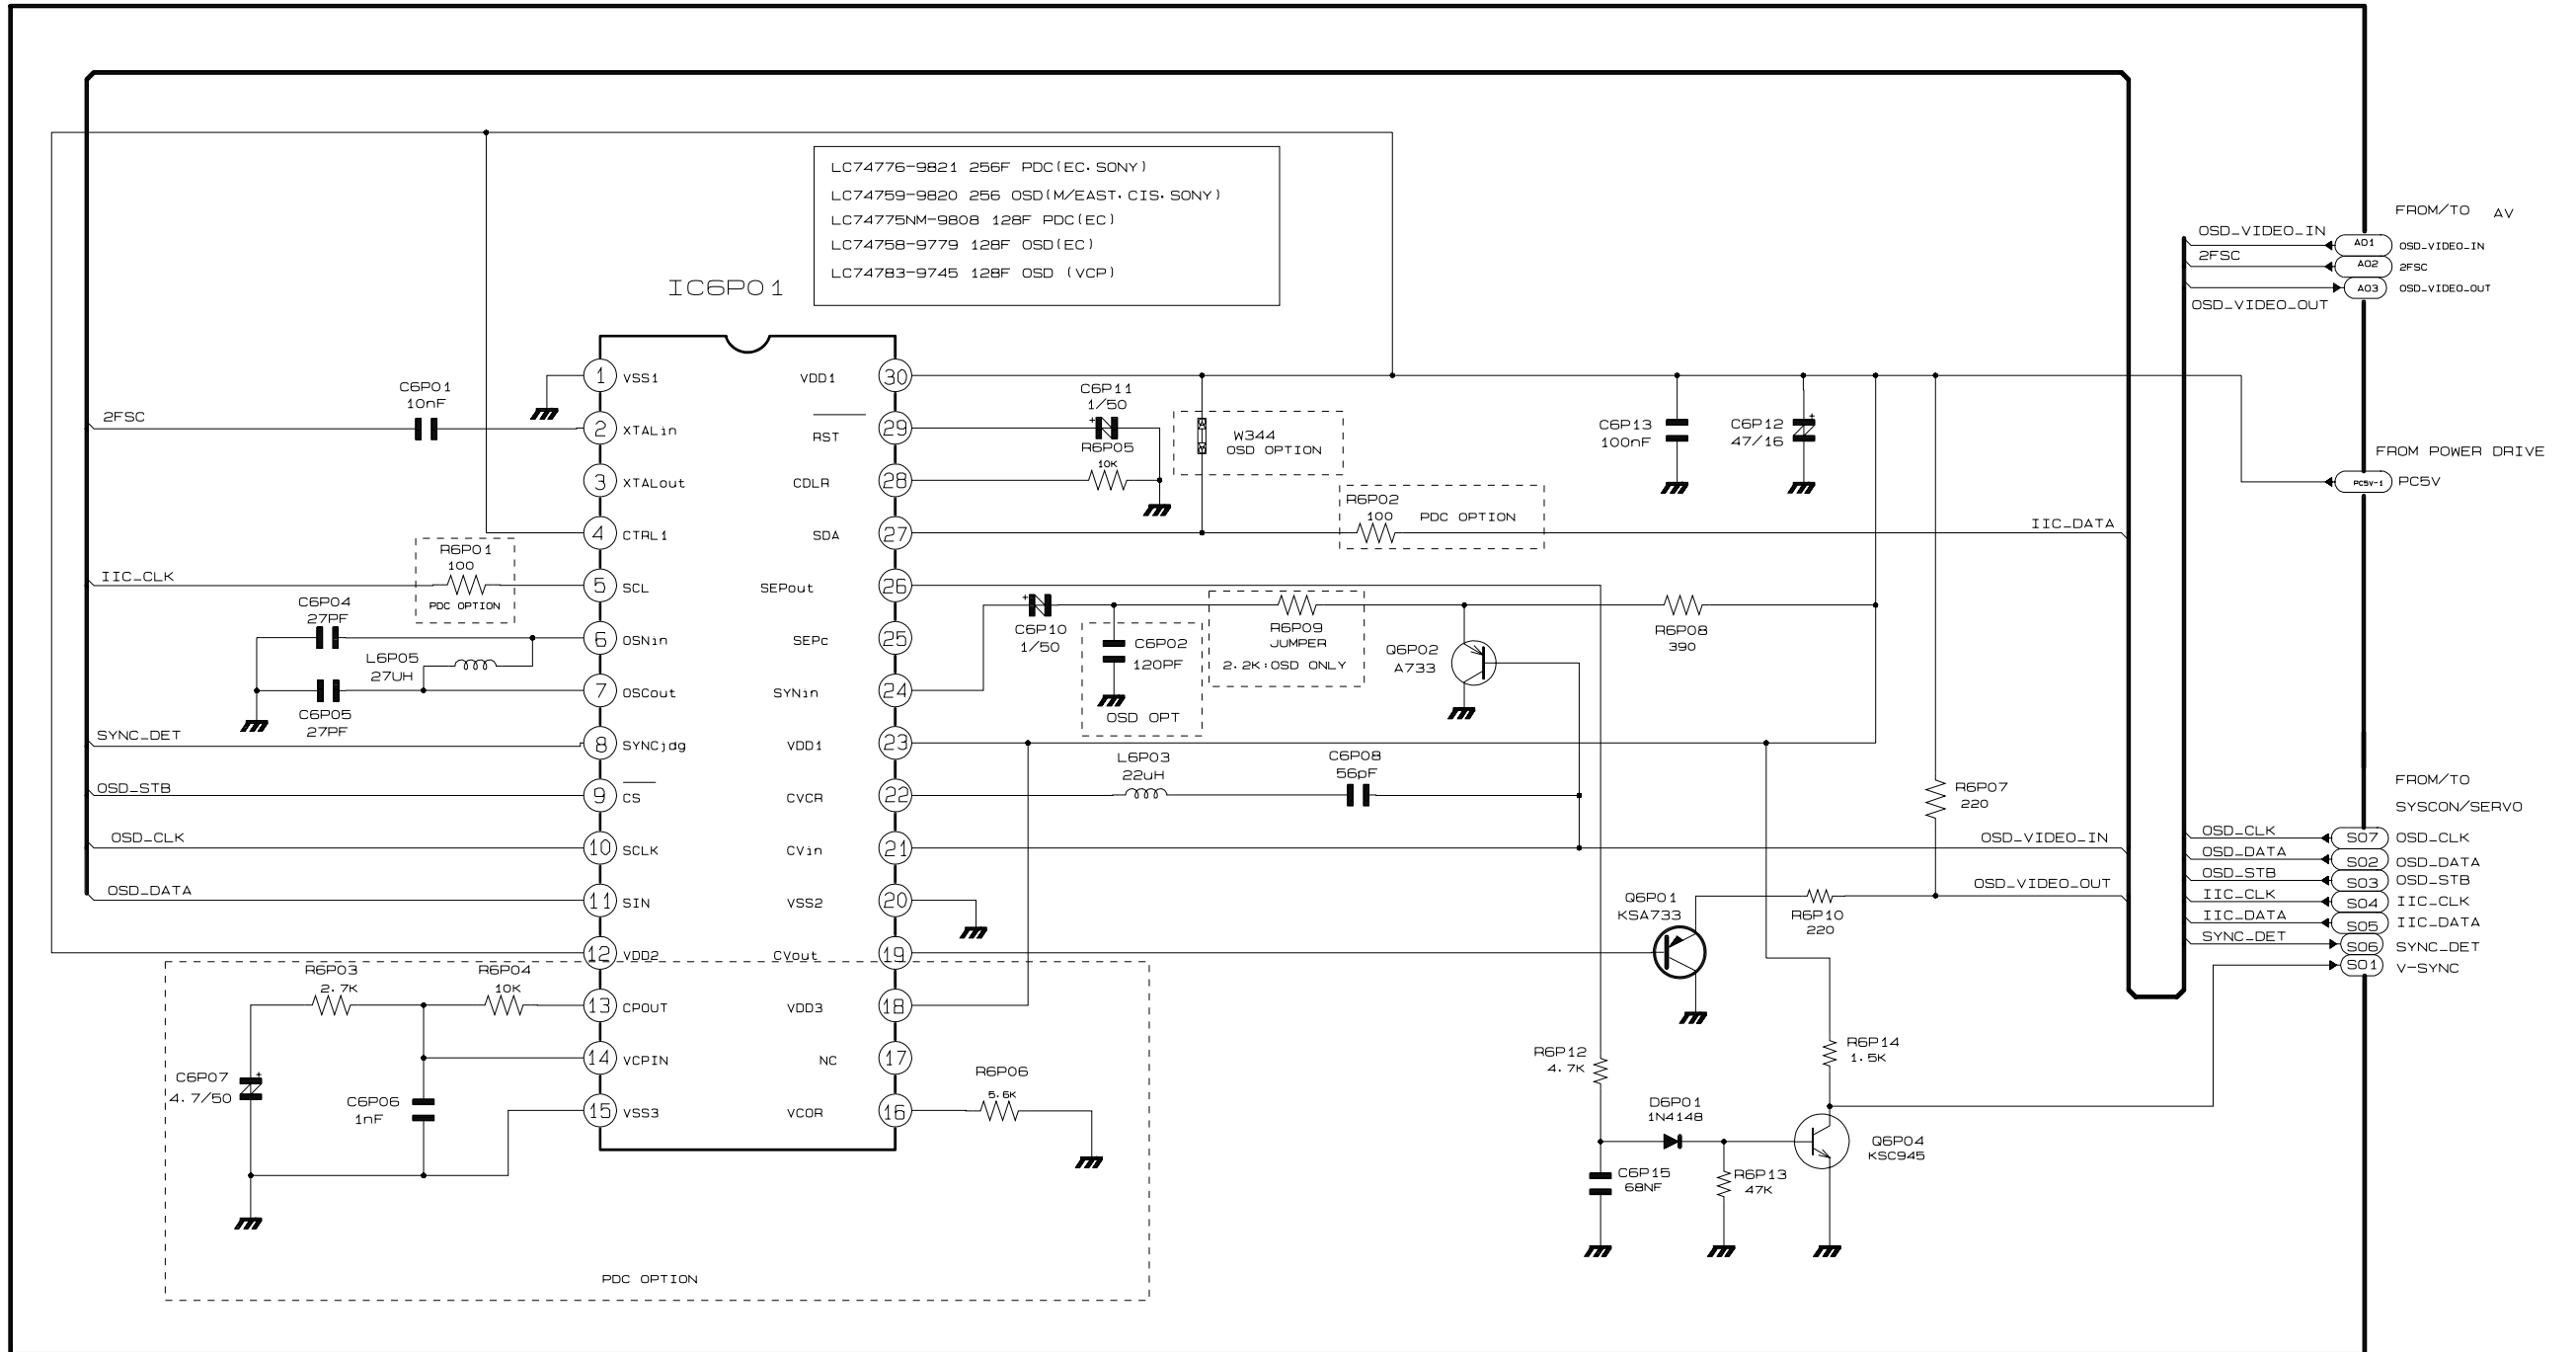 LC74776-9821 256F PDC(EC.SONY)
LC74759-9820 256 OSD(M/EAST.CIS.SONY)
LC74775NM-9808 128F PDC(EC)
LC74758-9779 128F OSD(EC)
LC74783-9745 128F OSD (VCP)
IC6P01
1 VSS1
2 XTALin
3 XTALout
4 CTRL1
5 SCL
6 OSNin
7 OSCout
8 SYNCjdg
9 CS
10 SCLK
11 SIN
12 VDD2
13 CPOUT
14 VCPIN
15 VSS3
VDD1 30
RST 29
CDLR 28
SDA 27
SEPout 26
SEPc 25
SYNin 24
VDD1 23
CVCR 22
CVin 21
VSS2 20
CVout 19
VDD3 18
NC 17
VCOR 16
2FSC
C6P01
10nF
IIC_CLK
R6P01
100
PDC OPTION
C6P04
27PF
L6P05
27UH
C6P05
27PF
SYNC_DET
OSD_STB
OSD_CLK
OSD_DATA
R6P03
2.7K
R6P04
10K
C6P07
+
4.7/50
C6P06
1nF
R6P06
5.6K
PDC OPTION
C6P11
1/50
+
R6P05
10K
W344
OSD OPTION
R6P02
100
PDC OPTION
IIC_DATA
C6P13
100nF
C6P12
47/16
+
+
C6P10
1/50
C6P02
120PF
OSD OPT
R6P09
JUMPER
2.2K:OSD ONLY
Q6P02
A733
R6P08
390
L6P03
22uH
C6P08
56pF
R6P07
220
OSD_VIDEO_IN
OSD_VIDEO_OUT
Q6P01
KSA733
R6P10
220
R6P12
4.7K
R6P14
1.5K
D6P01
1N4148
Q6P04
KSC945
C6P15
68NF
R6P13
47K
FROM/TO AV
OSD_VIDEO_IN A01 OSD_VIDEO_IN
2FSC A02 2FSC
OSD_VIDEO_OUT A03 OSD_VIDEO_OUT
FROM POWER DRIVE
PC5V-1 PC5V
FROM/TO
SYSCON/SERVO
OSD_CLK S07 OSD_CLK
OSD_DATA S02 OSD_DATA
OSD_STB S03 OSD_STB
IIC_CLK S04 IIC_CLK
IIC_DATA S05 IIC_DATA
SYNC_DET S06 SYNC_DET
S01 V-SYNC